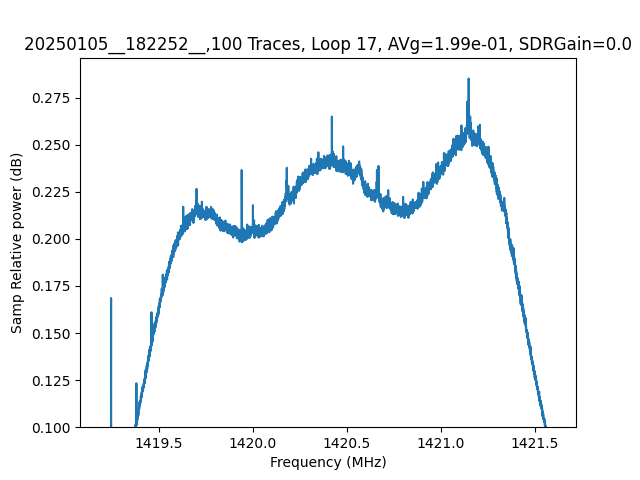 20250105__182252__,100 Traces, Loop 17, AVg=1.99e-01, SDRGain=0.0
0.275
0.250
0.225
0.200
0.175
0.150
0.125
0.100
Samp Relative power (dB)
1419.5 1420.0 1420.5 1421.0 1421.5
Frequency (MHz)